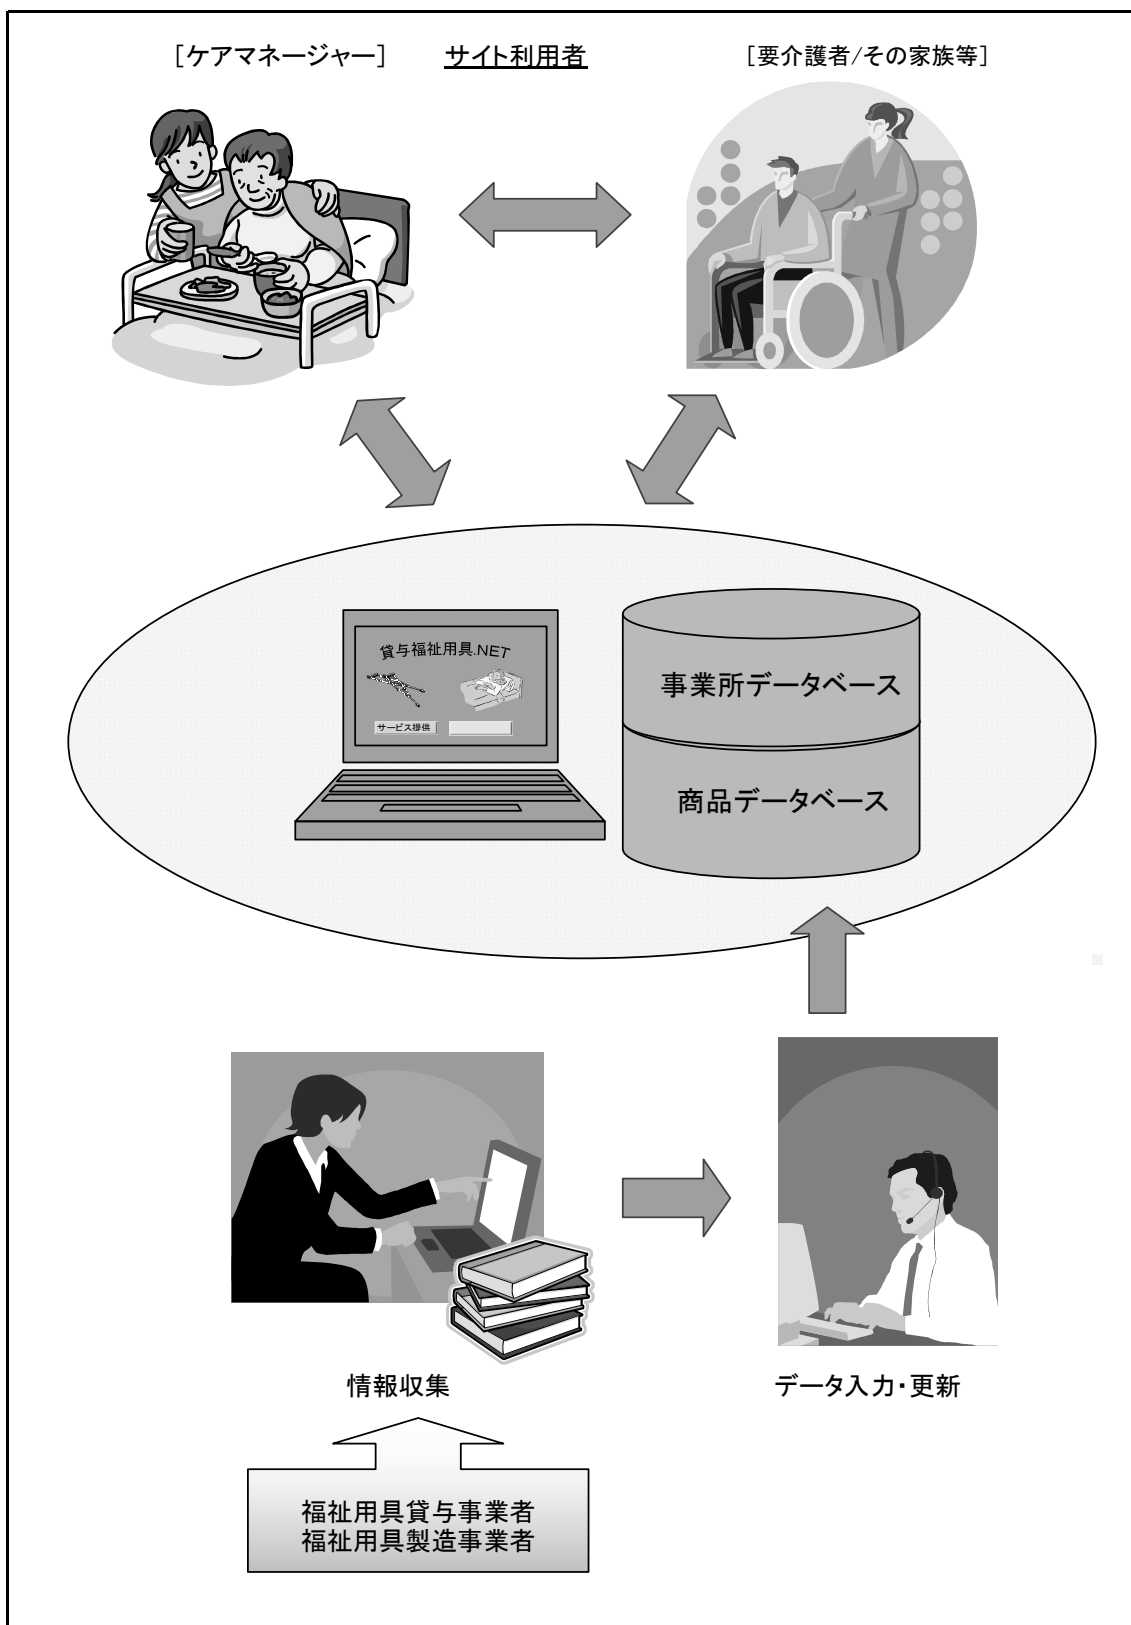 [ケアマネージャー] サイト利用者 [要介護者/その家族等]
貸与福祉用具.NET
サービス提供
事業所データベース
商品データベース
情報収集
データ入力・更新
福祉用具貸与事業者
福祉用具製造事業者